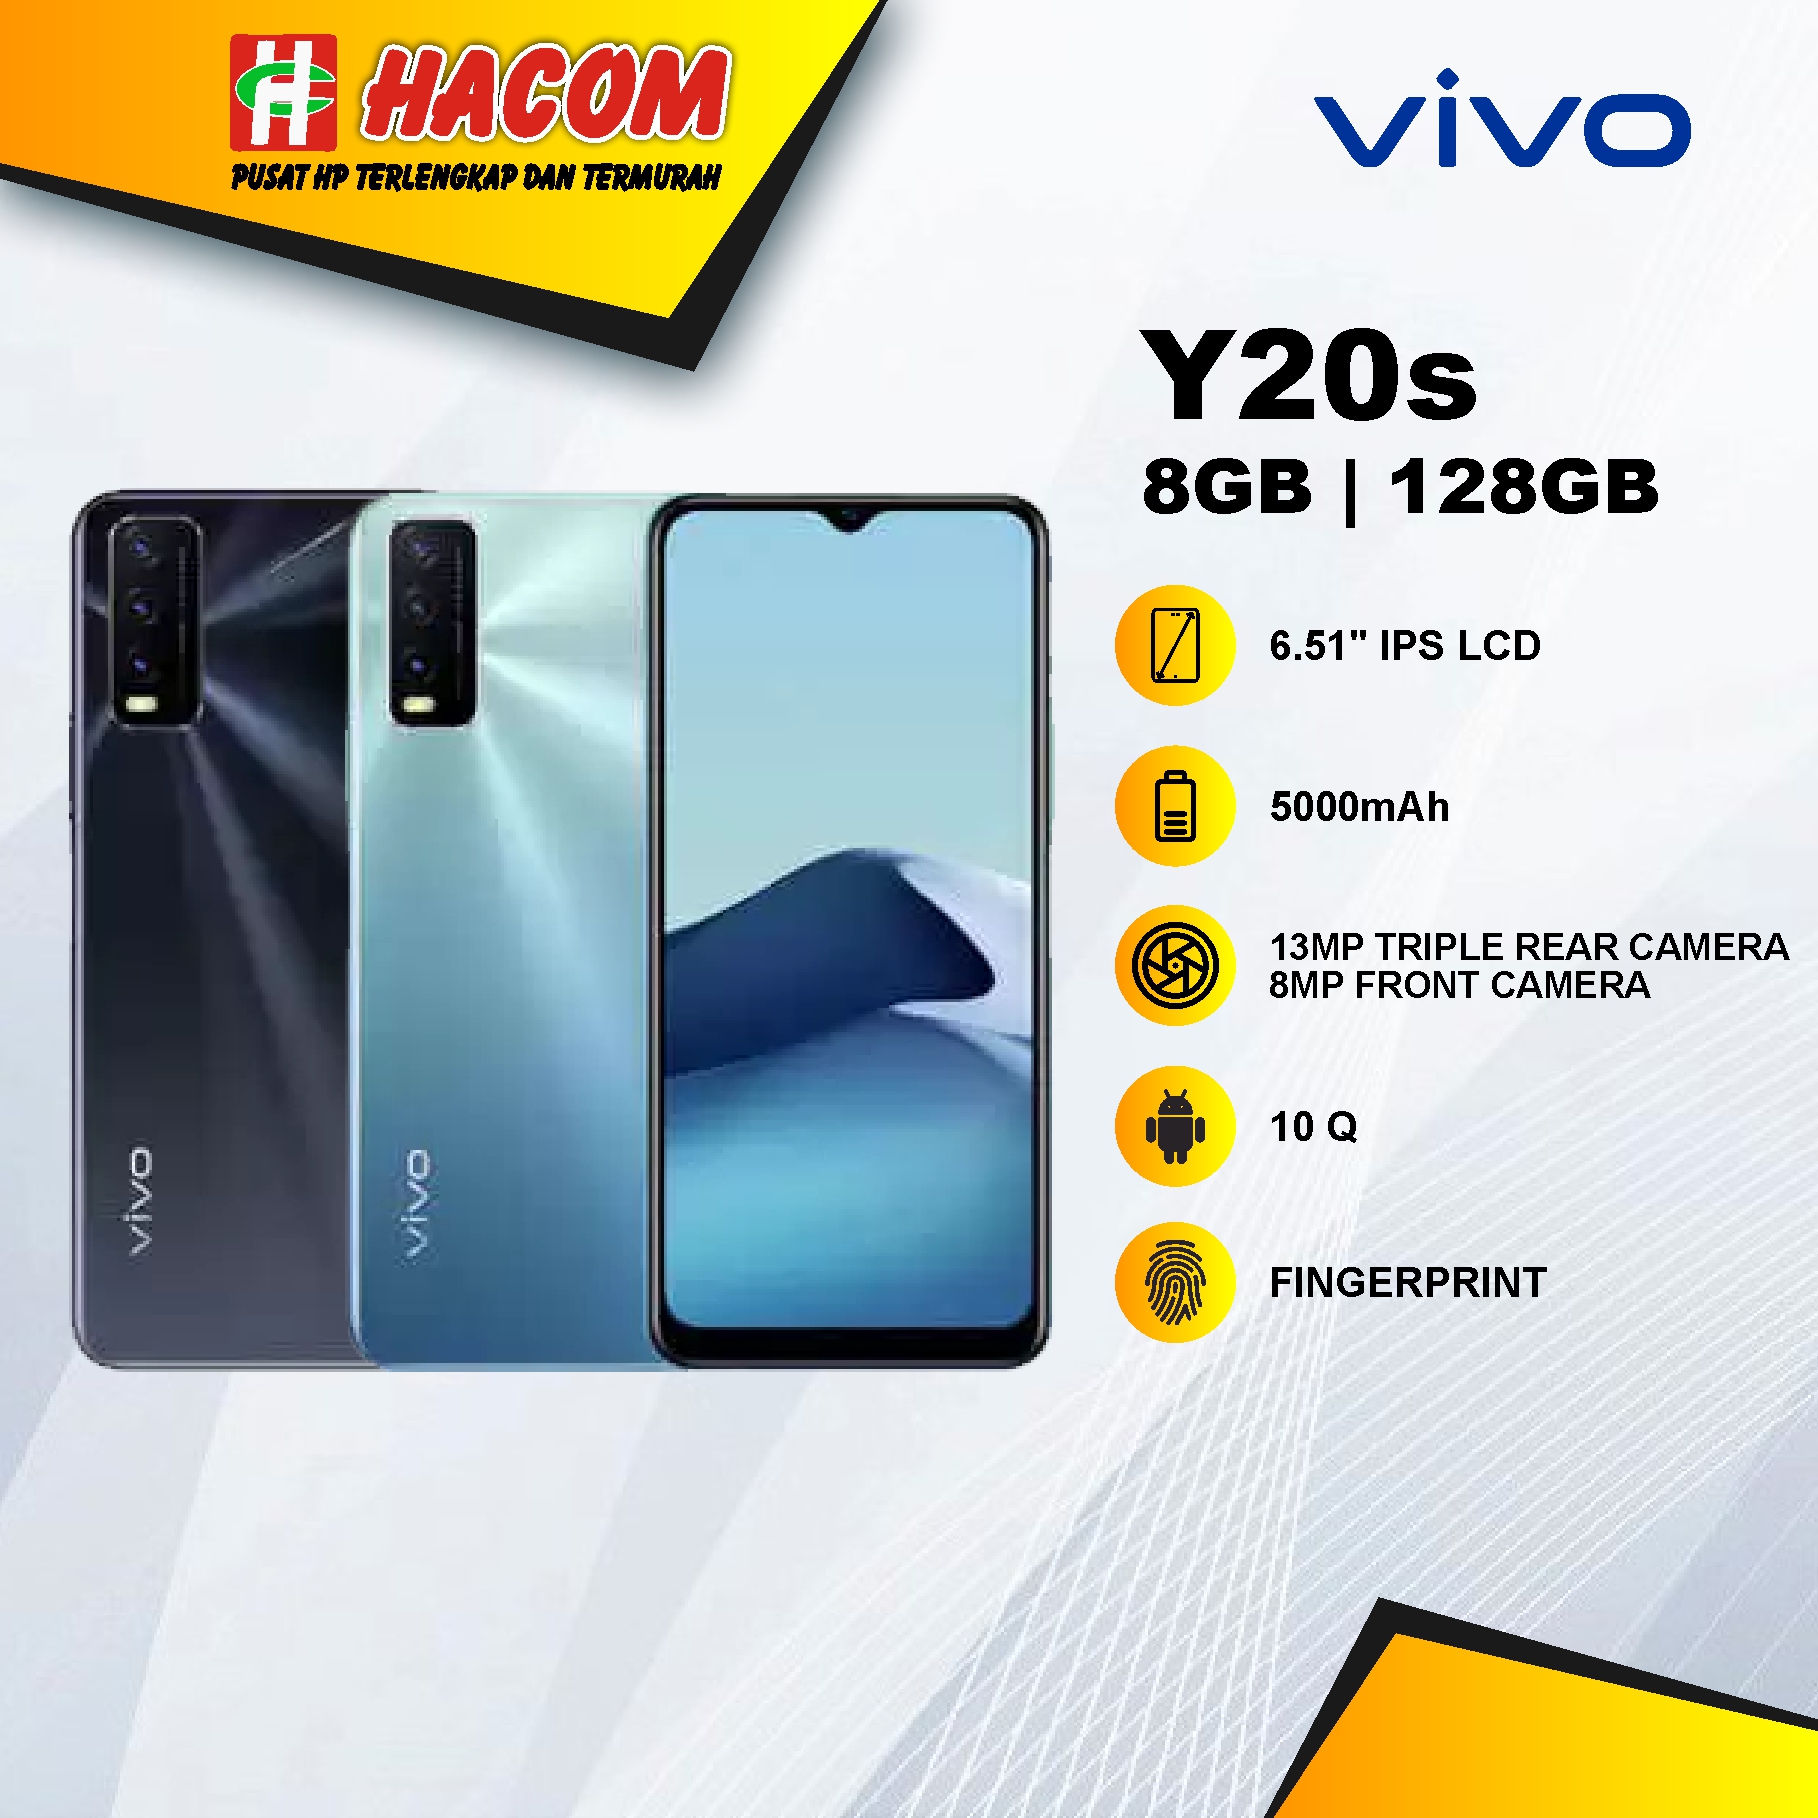 HACOM
PUSAT HP TERLENGKAP DAN TERMURAH
vivo
Y20s
8GB | 128GB
6.51" IPS LCD
5000mAh
13MP TRIPLE REAR CAMERA
8MP FRONT CAMERA
10 Q
FINGERPRINT
vivo
vivo